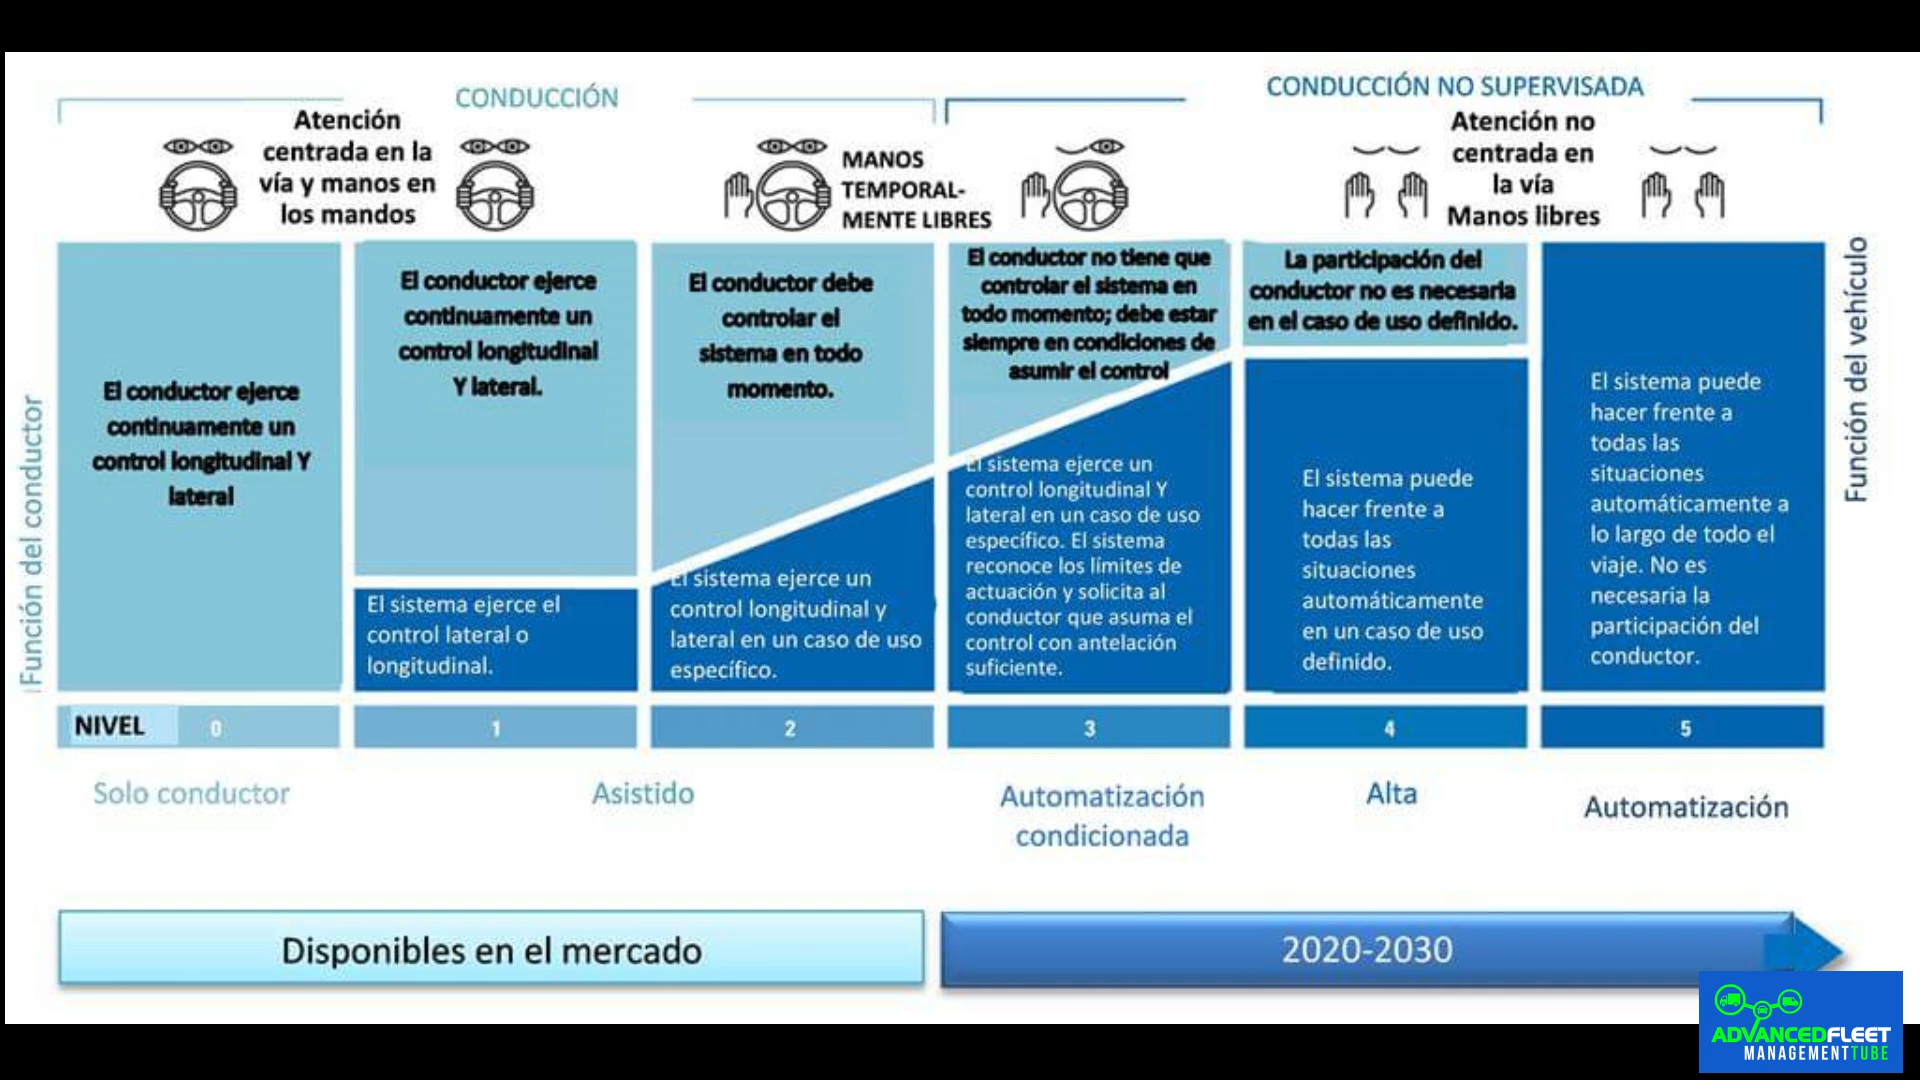 CONDUCCIÓN
CONDUCCIÓN NO SUPERVISADA
Atención
centrada en la
vía y manos en
los mandos
MANOS
TEMPORAL-
MENTE LIBRES
Atención no
centrada en
la vía
Manos libres
Función del conductor
El conductor ejerce
continuamente un
control longitudinal Y
lateral
El conductor ejerce
continuamente un
control longitudinal
Y lateral.
El sistema ejerce el
control lateral o
longitudinal.
El conductor debe
controlar el
sistema en todo
momento.
El sistema ejerce un
control longitudinal y
lateral en un caso de uso
específico.
El conductor no tiene que
controlar el sistema en
todo momento; debe estar
siempre en condiciones de
asumir el control
El sistema ejerce un
control longitudinal Y
lateral en un caso de uso
específico. El sistema
reconoce los límites de
actuación y solicita al
conductor que asuma el
control con antelación
suficiente.
La participación del
conductor no es necesaria
en el caso de uso definido.
El sistema puede
hacer frente a
todas las
situaciones
automáticamente
en un caso de uso
definido.
El sistema puede
hacer frente a
todas las
situaciones
automáticamente a
lo largo de todo el
viaje. No es
necesaria la
participación del
conductor.
Función del vehículo
NIVEL 0 1 2 3 4 5
Solo conductor
Asistido
Automatización
condicionada
Alta
Automatización
Disponibles en el mercado
2020-2030
ADVANCEDFLEET
MANAGEMENTTUBE